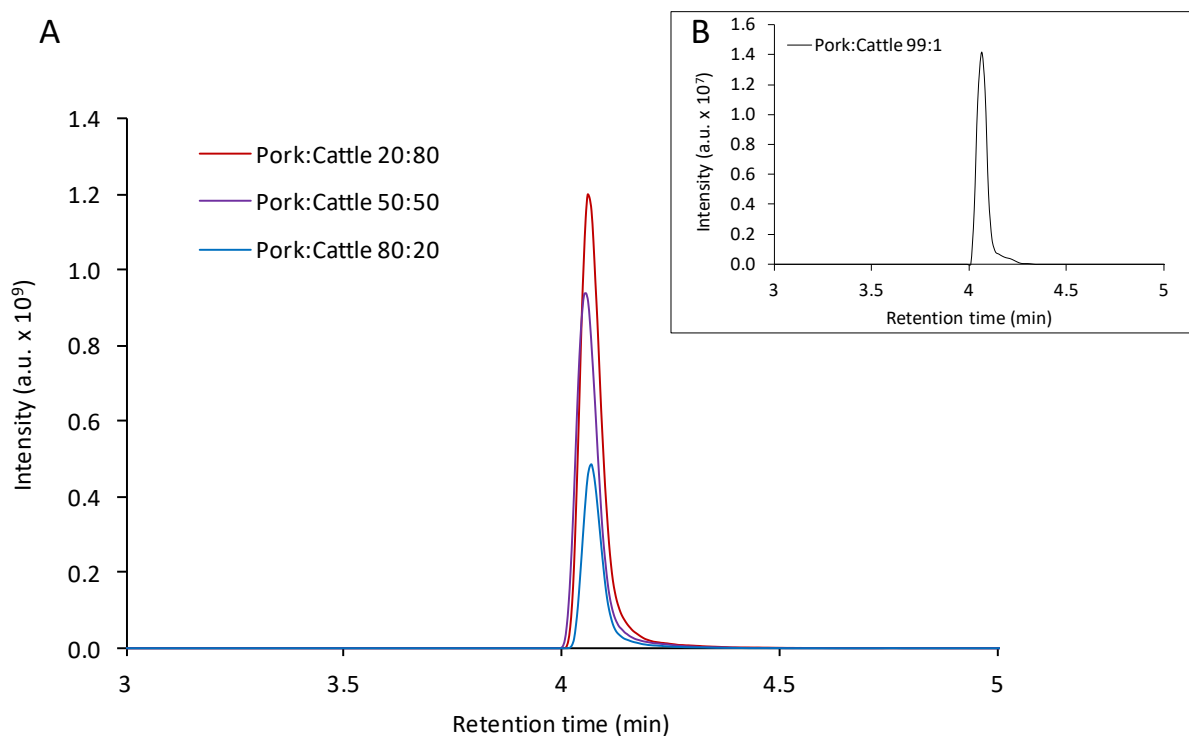 A
Intensity (a.u. x 10⁹)
1.4
1.2
1.0
0.8
0.6
0.4
0.2
0.0
Pork:Cattle 20:80
Pork:Cattle 50:50
Pork:Cattle 80:20
3
3.5
4
4.5
5
Retention time (min)
B
Intensity (a.u. x 10⁷)
1.6
1.4
1.2
1.0
0.8
0.6
0.4
0.2
0.0
Pork:Cattle 99:1
3
3.5
4
4.5
5
Retention time (min)